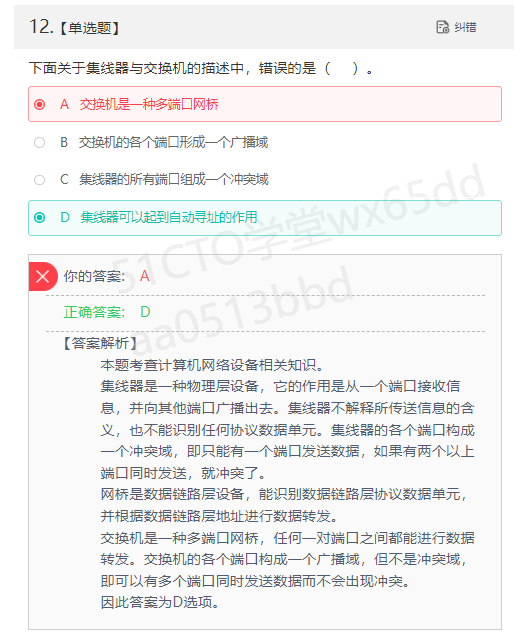 12.【单选题】 纠错
下面关于集线器与交换机的描述中，错误的是（ ）。
A 交换机是一种多端口网桥
B 交换机的各个端口形成一个广播域
C 集线器的所有端口组成一个冲突域
D 集线器可以起到自动寻址的作用
51CTO学堂wx65dd
aa0513bbd
你的答案： A
正确答案： D
【答案解析】
本题考查计算机网络设备相关知识。
集线器是一种物理层设备，它的作用是从一个端口接收信
息，并向其他端口广播出去。集线器不解释所传送信息的含
义，也不能识别任何协议数据单元。集线器的各个端口构成
一个冲突域，即只能有一个端口发送数据，如果有两个以上
端口同时发送，就冲突了。
网桥是数据链路层设备，能识别数据链路层协议数据单元，
并根据数据链路层地址进行数据转发。
交换机是一种多端口网桥，任何一对端口之间都能进行数据
转发。交换机的各个端口构成一个广播域，但不是冲突域，
即可以有多个端口同时发送数据而不会出现冲突。
因此答案为D选项。